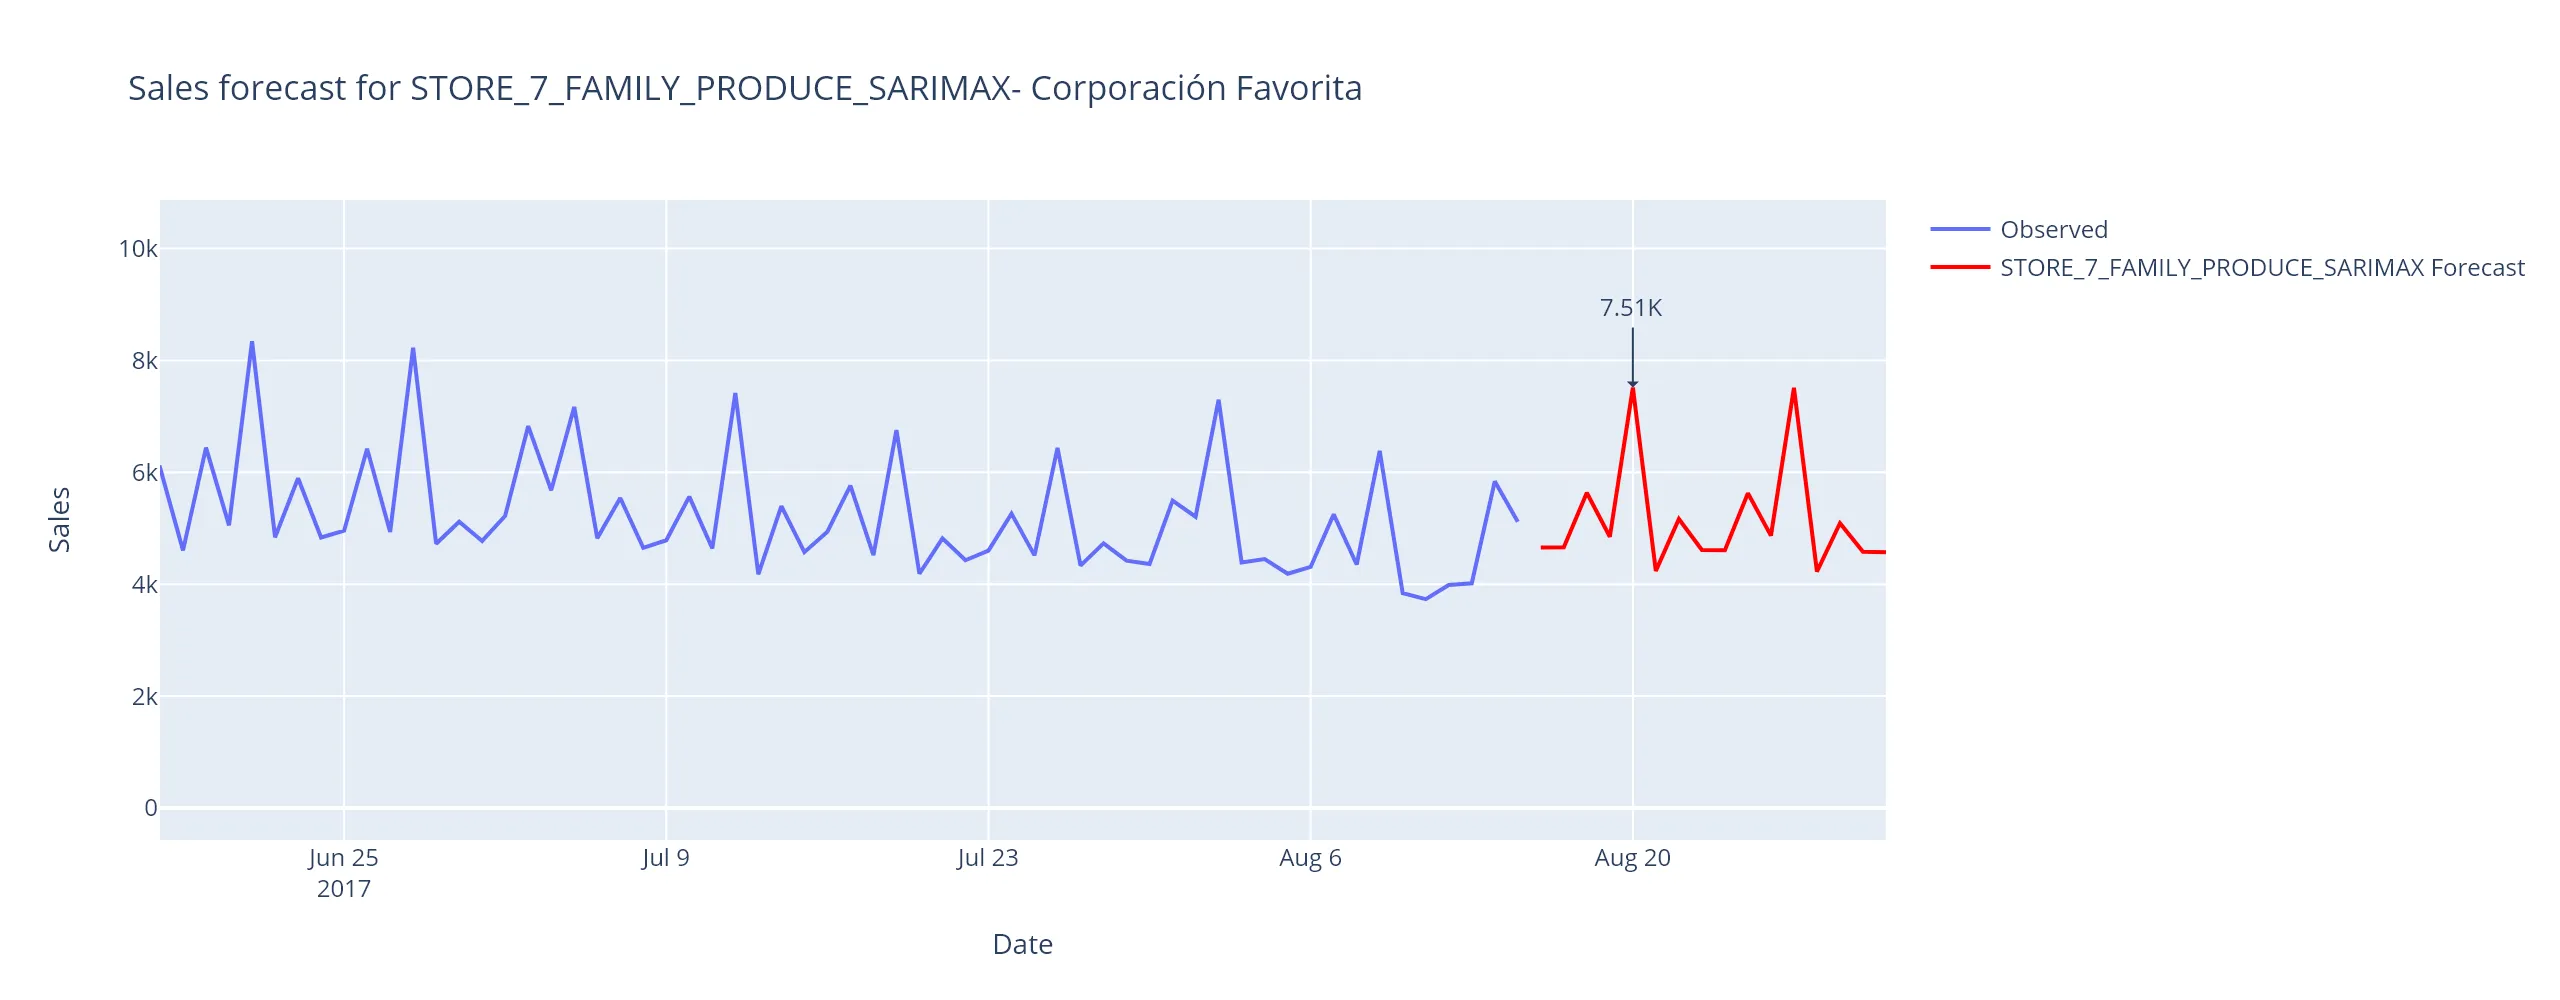 Sales forecast for STORE_7_FAMILY_PRODUCE_SARIMAX- Corporación Favorita
Observed
STORE_7_FAMILY_PRODUCE_SARIMAX Forecast
7.51K
10k
8k
6k
4k
2k
0
Sales
Jun 25
2017
Jul 9
Jul 23
Aug 6
Aug 20
Date